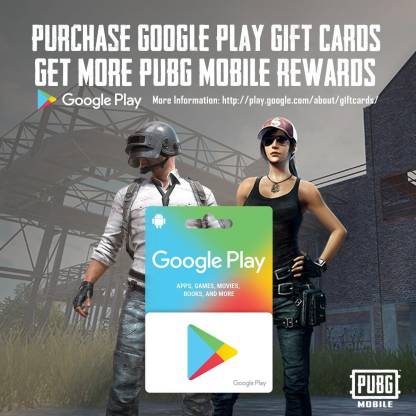 PURCHASE GOOGLE PLAY GIFT CARDS
GET MORE PUBG MOBILE REWARDS
Google Play More Information: http://play.google.com/about/giftcards/
Google Play
APPS, GAMES, MOVIES,
BOOKS, AND MORE
Google Play
PUBG
MOBILE